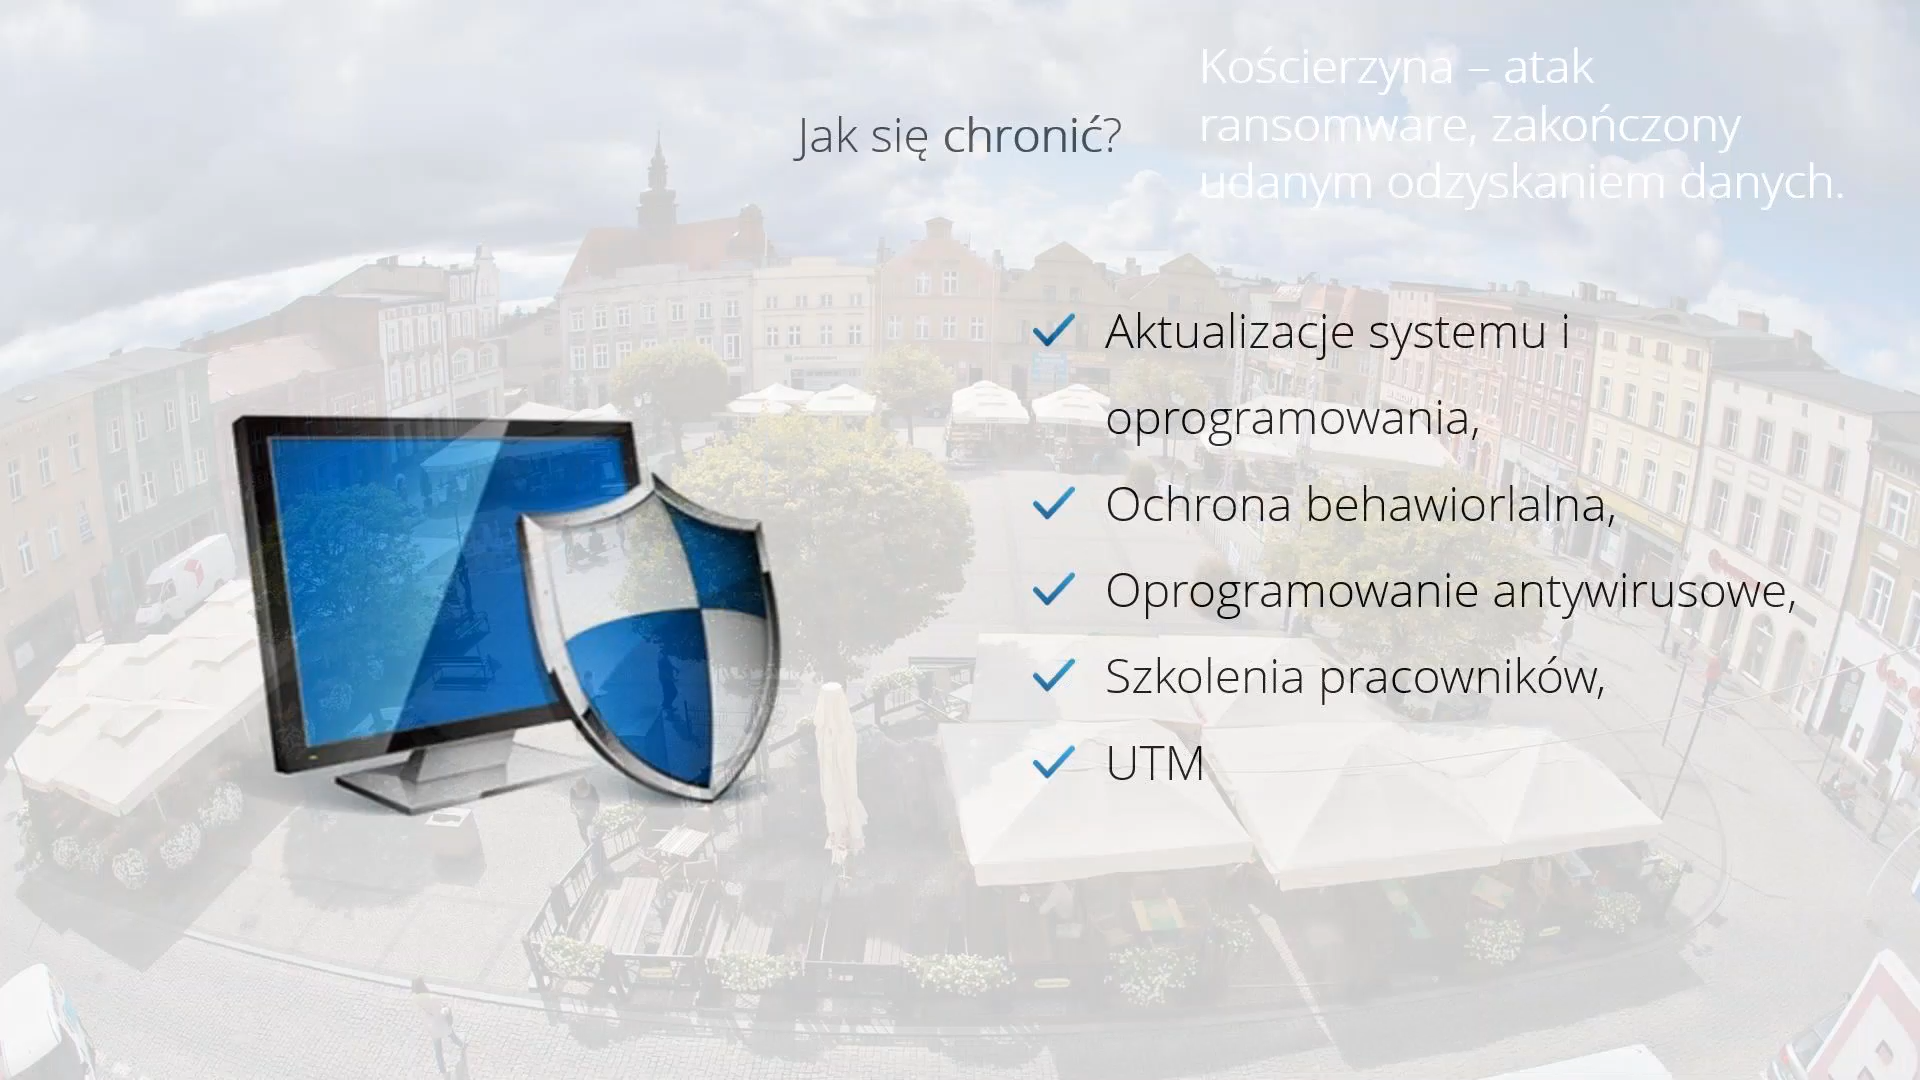 Kościerzyna – atak
ransomware, zakończony
udanym odzyskaniem danych.
Jak się chronić?
Aktualizacje systemu i
oprogramowania,
Ochrona behawiorlalna,
Oprogramowanie antywirusowe,
Szkolenia pracowników,
UTM